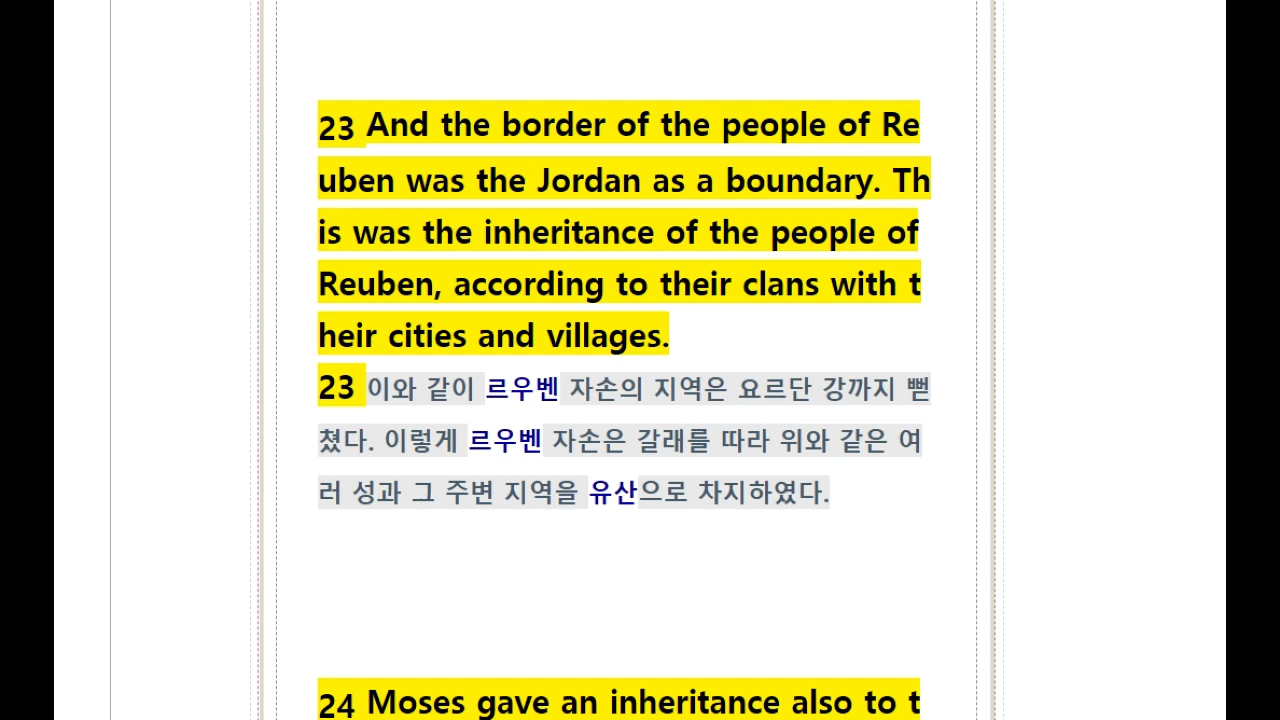 23 And the border of the people of Re
uben was the Jordan as a boundary. Th
is was the inheritance of the people of
Reuben, according to their clans with t
heir cities and villages.
23 이와 같이 르우벤 자손의 지역은 요르단 강까지 뻗
쳤다. 이렇게 르우벤 자손은 갈래를 따라 위와 같은 여
러 성과 그 주변 지역을 유산으로 차지하였다.
24 Moses gave an inheritance also to t